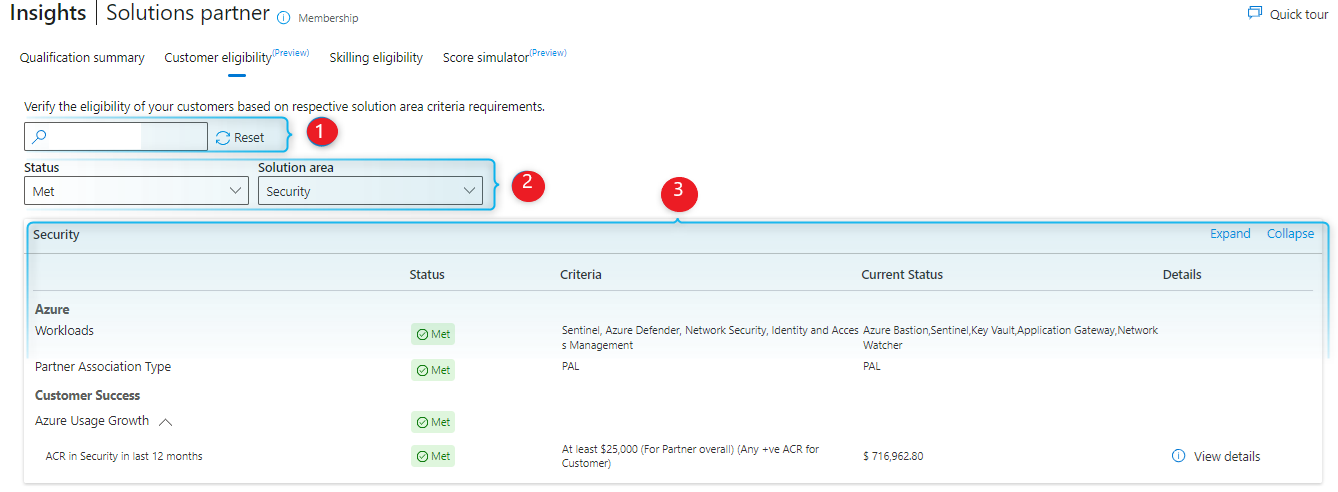 Insights | Solutions partner Membership
Quick tour
Qualification summary Customer eligibility(Preview) Skilling eligibility Score simulator(Preview)
Verify the eligibility of your customers based on respective solution area criteria requirements.
Reset 1
Status Solution area
Met Security 2
3
Security Expand Collapse
Status Criteria Current Status Details
Azure
Workloads Met Sentinel, Azure Defender, Network Security, Identity and Acces Azure Bastion,Sentinel,Key Vault,Application Gateway,Network
s Management Watcher
Partner Association Type Met PAL PAL
Customer Success
Azure Usage Growth Met
ACR in Security in last 12 months Met At least $25,000 (For Partner overall) (Any +ve ACR for $ 716,962.80 View details
Customer)